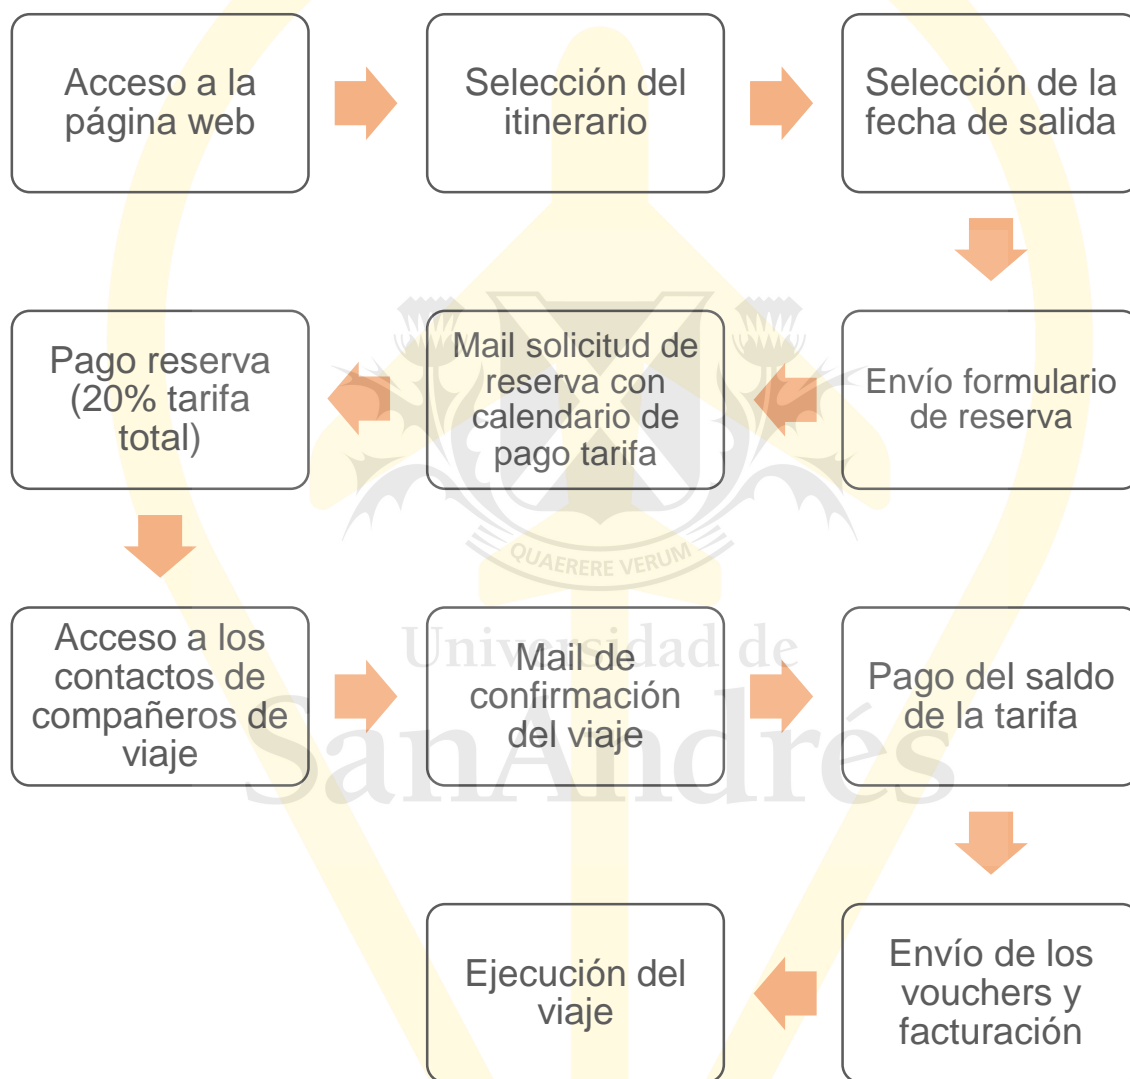 Acceso a la
página web
Selección del
itinerario
Selección de la
fecha de salida
Envío formulario
de reserva
Mail solicitud de
reserva con
calendario de
pago tarifa
Pago reserva
(20% tarifa
total)
Acceso a los
contactos de
compañeros de
viaje
Mail de
confirmación
del viaje
Pago del saldo
de la tarifa
Envío de los
vouchers y
facturación
Ejecución del
viaje
QUAERERE VERUM
Universidad de
SanAndrés